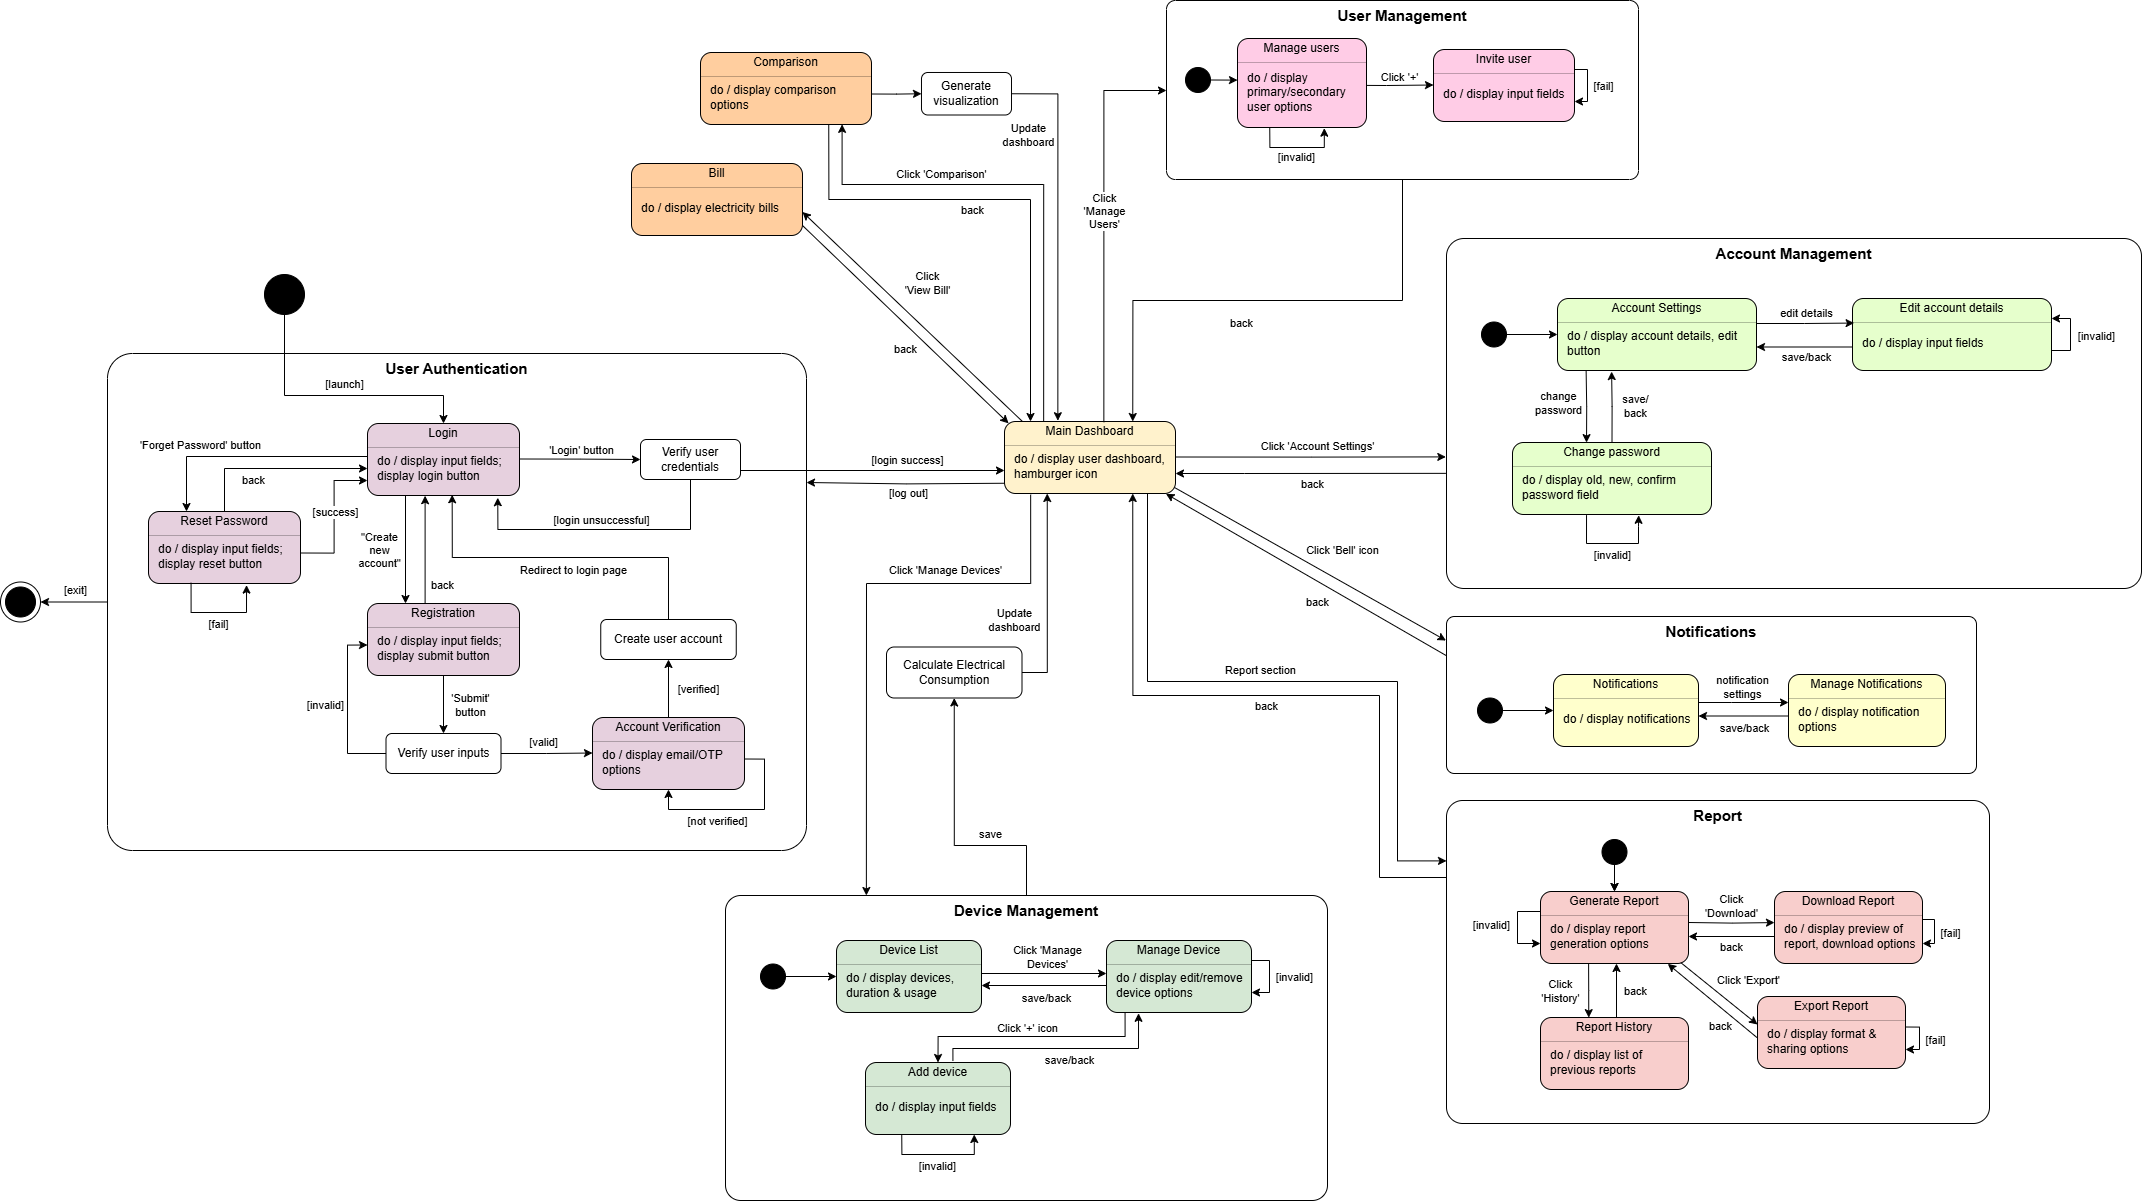 User Management
Manage users
do / display
primary/secondary
user options
Click '+'
Invite user
do / display input fields
[fail]
[invalid]
Comparison
do / display comparison
options
Generate
visualization
Update
dashboard
Click 'Comparison'
back
Bill
do / display electricity bills
Click
'View Bill'
back
Click
'Manage
Users'
back
Account Management
Account Settings
do / display account details, edit
button
edit details
save/back
Edit account details
do / display input fields
[invalid]
change
password
save/
back
Change password
do / display old, new, confirm
password field
[invalid]
User Authentication
[launch]
Login
do / display input fields;
display login button
'Forget Password' button
back
[success]
Reset Password
do / display input fields;
display reset button
[fail]
'Login' button
Verify user
credentials
[login unsuccessful]
"Create
new
account"
back
Redirect to login page
Registration
do / display input fields;
display submit button
Create user account
[invalid]
'Submit'
button
[verified]
Verify user inputs
[valid]
Account Verification
do / display email/OTP
options
[not verified]
[exit]
[login success]
[log out]
Main Dashboard
do / display user dashboard,
hamburger icon
Click 'Account Settings'
back
Click 'Bell' icon
back
Click 'Manage Devices'
Update
dashboard
Calculate Electrical
Consumption
save
Report section
back
Notifications
Notifications
do / display notifications
notification
settings
save/back
Manage Notifications
do / display notification
options
Report
Generate Report
do / display report
generation options
[invalid]
Click
'Download'
back
Download Report
do / display preview of
report, download options
[fail]
Click
'History'
back
Click 'Export'
back
Report History
do / display list of
previous reports
Export Report
do / display format &
sharing options
[fail]
Device Management
Device List
do / display devices,
duration & usage
Click 'Manage
Devices'
save/back
Manage Device
do / display edit/remove
device options
[invalid]
Click '+' icon
save/back
Add device
do / display input fields
[invalid]